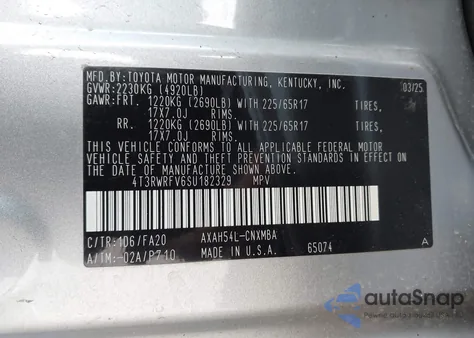 MFD. BY: TOYOTA MOTOR MANUFACTURING, KENTUCKY, INC.
GVWR: 2230KG (4920LB) 03/25
GAWR: FRT. 1220KG (2690LB) WITH 225/65R17 TIRES,
17X7.0J RIMS.
RR. 1220KG (2690LB) WITH 225/65R17 TIRES,
17X7.0J RIMS.
THIS VEHICLE CONFORMS TO ALL APPLICABLE FEDERAL MOTOR
VEHICLE SAFETY AND THEFT PREVENTION STANDARDS IN EFFECT ON
THE DATE OF MANUFACTURE SHOWN ABOVE.
4T3RWRFV6SU182329 MPV
C/TR: 1D6/FA20 AXAH54L-CNXMBA
A/TM: -02A/P710 MADE IN U.S.A. 65074 A
autoSnap